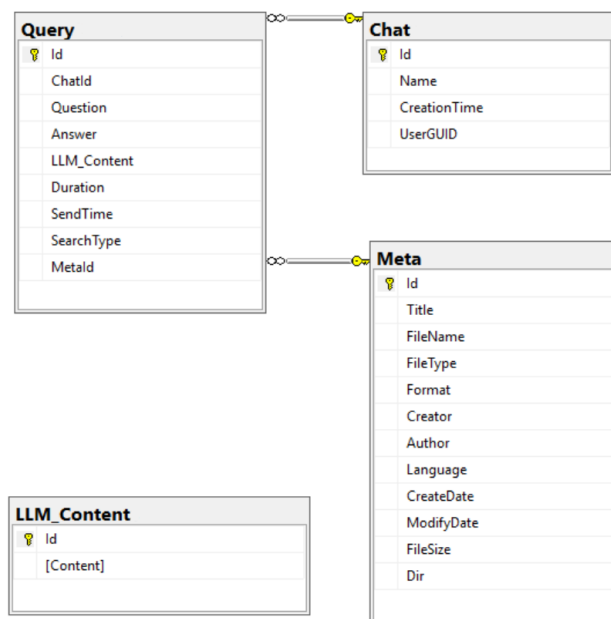 Query
Id
ChatId
Question
Answer
LLM_Content
Duration
SendTime
SearchType
MetaId
Chat
Id
Name
CreationTime
UserGUID
Meta
Id
Title
FileName
FileType
Format
Creator
Author
Language
CreateDate
ModifyDate
FileSize
Dir
LLM_Content
Id
[Content]